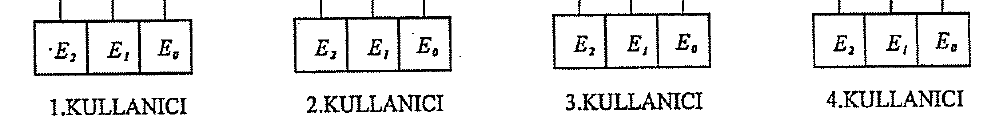 E₂ E₁ E₀ E₂ E₁ E₀ E₂ E₁ E₀ E₂ E₁ E₀
1.KULLANICI 2.KULLANICI 3.KULLANICI 4.KULLANICI